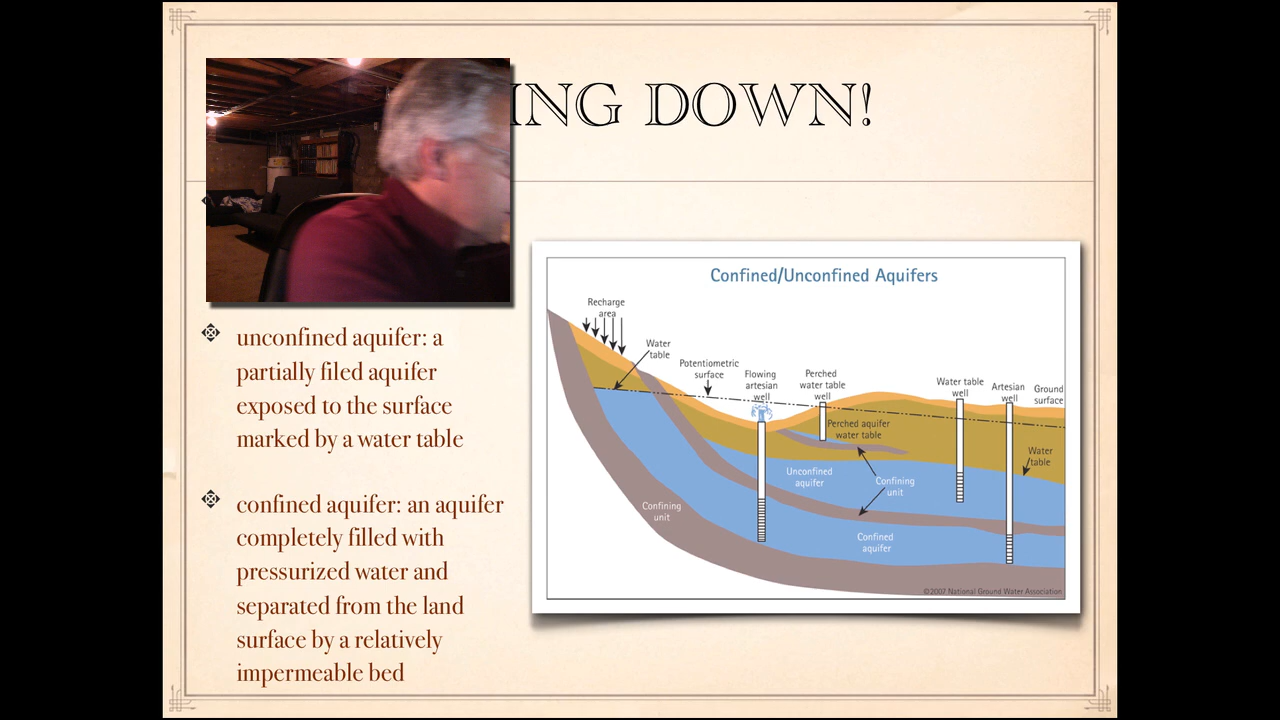 ING DOWN!
unconfined aquifer: a
partially filed aquifer
exposed to the surface
marked by a water table
confined aquifer: an aquifer
completely filled with
pressurized water and
separated from the land
surface by a relatively
impermeable bed
Confined/Unconfined Aquifers
Recharge
area
Water
table
Potentiometric
surface
Flowing
artesian
well
Perched
water table
well
Water table
well
Artesian
well
Ground
surface
Perched aquifer
water table
Water
table
Unconfined
aquifer
Confining
unit
Confining
unit
Confined
aquifer
©2007 National Ground Water Association